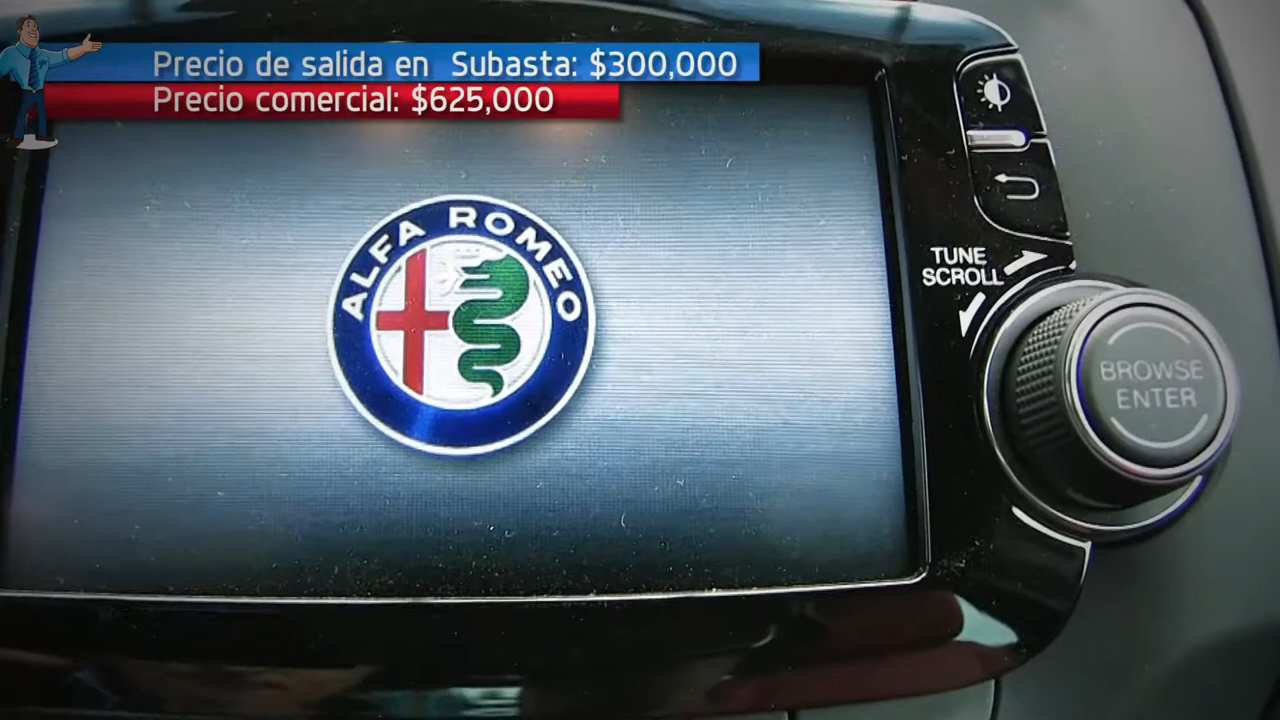 Precio de salida en Subasta: $300,000
Precio comercial: $625,000
ALFA ROMEO
TUNE
SCROLL
BROWSE
ENTER